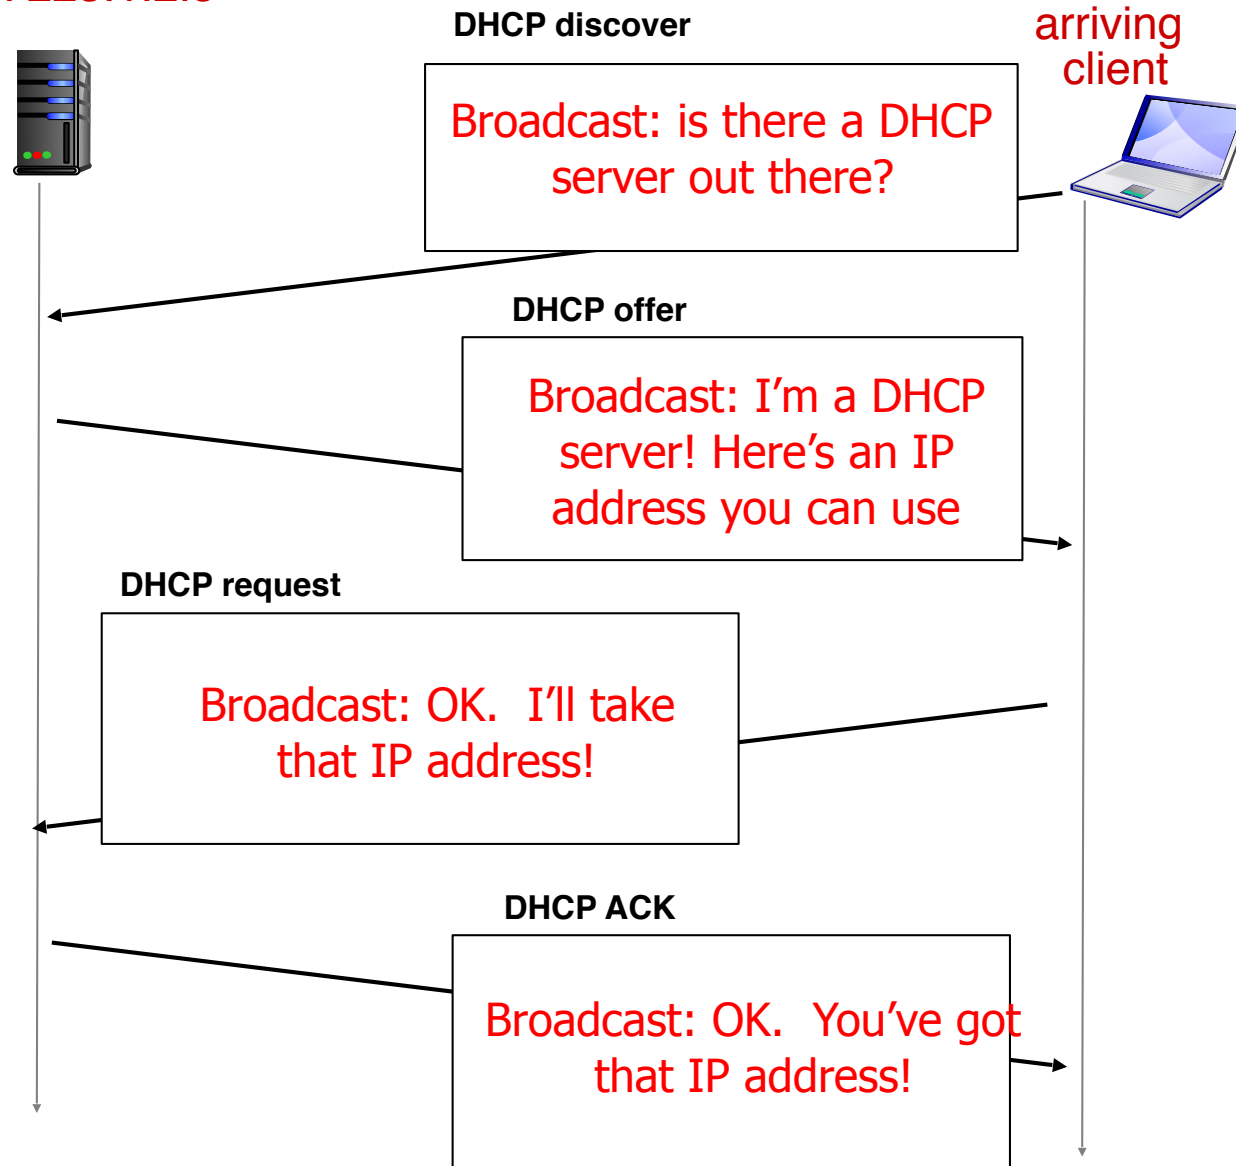 DHCP discover
arriving
client
Broadcast: is there a DHCP
server out there?
DHCP offer
Broadcast: I’m a DHCP
server! Here’s an IP
address you can use
DHCP request
Broadcast: OK.  I’ll take
that IP address!
DHCP ACK
Broadcast: OK.  You’ve got
that IP address!